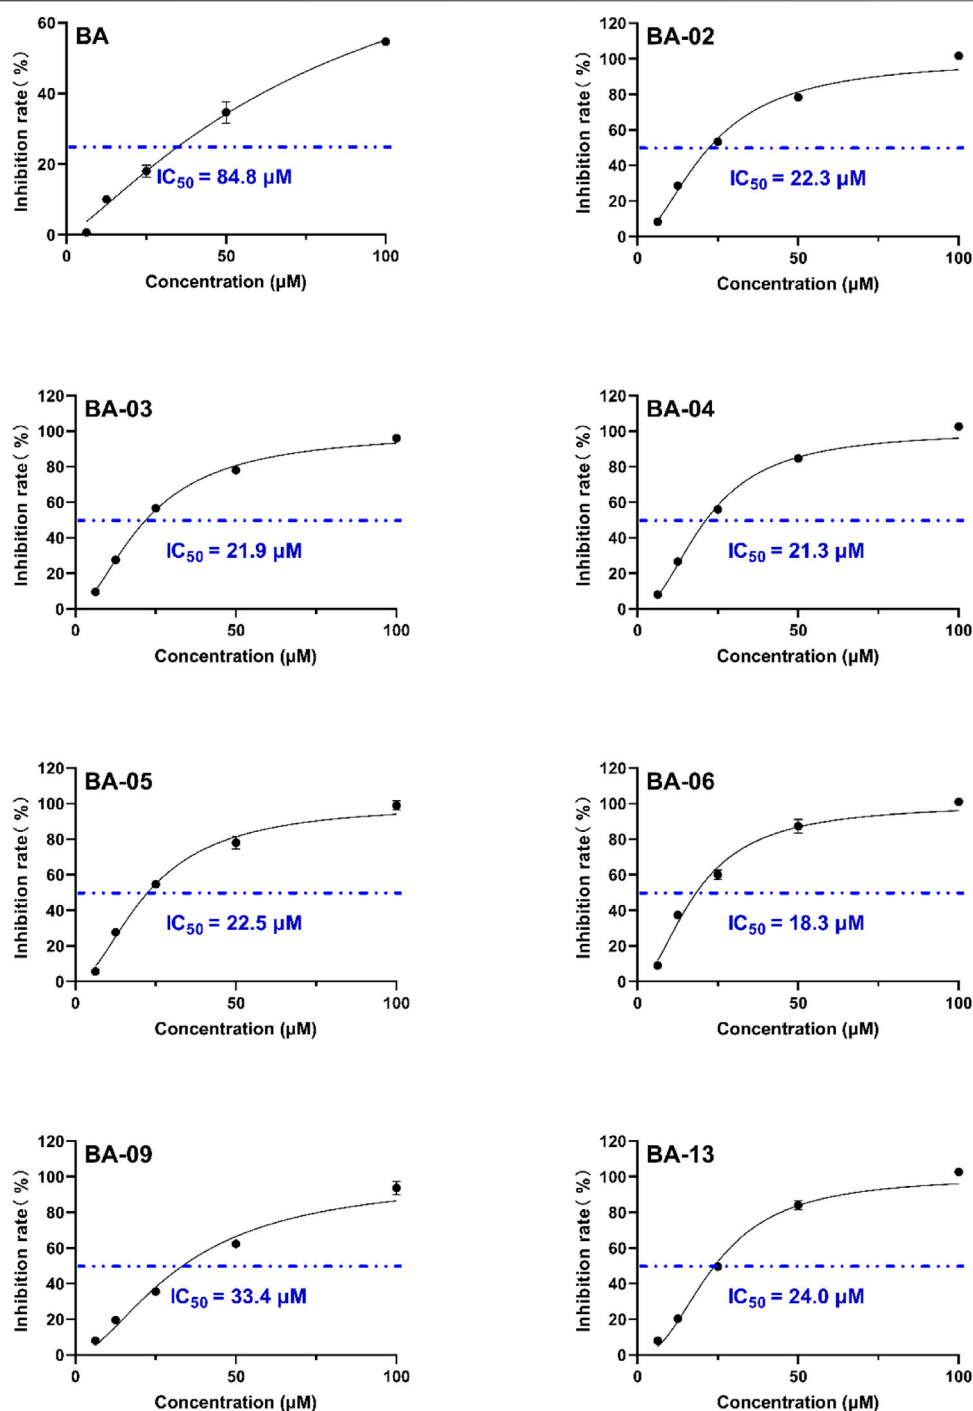 BA
Inhibition rate( %)
60
40
20
0
IC50 = 84.8 μM
0
50
100
Concentration (μM)
BA-02
Inhibition rate( %)
120
100
80
60
40
20
0
IC50 = 22.3 μM
0
50
100
Concentration (μM)
BA-03
Inhibition rate( %)
120
100
80
60
40
20
0
IC50 = 21.9 μM
0
50
100
Concentration (μM)
BA-04
Inhibition rate( %)
120
100
80
60
40
20
0
IC50 = 21.3 μM
0
50
100
Concentration (μM)
BA-05
Inhibition rate( %)
120
100
80
60
40
20
0
IC50 = 22.5 μM
0
50
100
Concentration (μM)
BA-06
Inhibition rate( %)
120
100
80
60
40
20
0
IC50 = 18.3 μM
0
50
100
Concentration (μM)
BA-09
Inhibition rate( %)
120
100
80
60
40
20
0
IC50 = 33.4 μM
0
50
100
Concentration (μM)
BA-13
Inhibition rate( %)
120
100
80
60
40
20
0
IC50 = 24.0 μM
0
50
100
Concentration (μM)